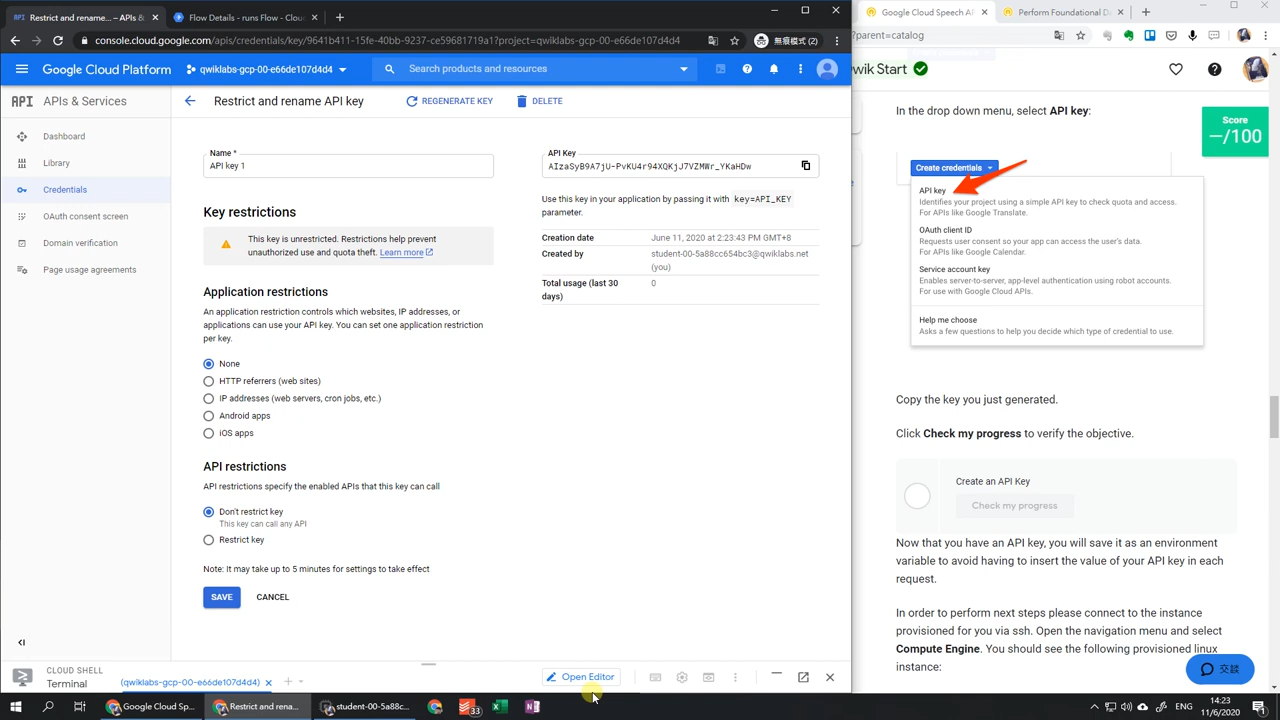 Restrict and rename... – APIs &
Flow Details - runs Flow - Clou
console.cloud.google.com/apis/credentials/key/9641b411-15fe-40bb-9237-ce59681719a1?project=qwiklabs-gcp-00-e66de107d4d4
無痕模式 (2)
Google Cloud Platform
qwiklabs-gcp-00-e66de107d4d4
Search products and resources
API
APIs & Services
Restrict and rename API key
REGENERATE KEY
DELETE
Dashboard
Library
Credentials
OAuth consent screen
Domain verification
Page usage agreements
Name *
API key 1
Key restrictions
This key is unrestricted. Restrictions help prevent
unauthorized use and quota theft. Learn more
Application restrictions
An application restriction controls which websites, IP addresses, or
applications can use your API key. You can set one application restriction
per key.
None
HTTP referrers (web sites)
IP addresses (web servers, cron jobs, etc.)
Android apps
iOS apps
API restrictions
API restrictions specify the enabled APIs that this key can call
Don't restrict key
This key can call any API
Restrict key
Note: It may take up to 5 minutes for settings to take effect
SAVE
CANCEL
API Key
AIzaSyB9A7jU-PvKU4r94XQKjJ7VZMWr_YKaHDw
Use this key in your application by passing it with key=API_KEY
parameter.
Creation date
June 11, 2020 at 2:23:43 PM GMT+8
Created by
student-00-5a88cc654bc3@qwiklabs.net
(you)
Total usage (last 30
days)
0
CLOUD SHELL
Terminal
(qwiklabs-gcp-00-e66de107d4d4)
Open Editor
Google Cloud Speech A
Perform Foundational D
?parent=catalog
wik Start
Score
–/100
In the drop down menu, select API key:
Create credentials
API key
Identifies your project using a simple API key to check quota and access.
For APIs like Google Translate.
OAuth client ID
Requests user consent so your app can access the user's data.
For APIs like Google Calendar.
Service account key
Enables server-to-server, app-level authentication using robot accounts.
For use with Google Cloud APIs.
Help me choose
Asks a few questions to help you decide which type of credential to use.
Copy the key you just generated.
Click Check my progress to verify the objective.
Create an API Key
Check my progress
Now that you have an API key, you will save it as an environment
variable to avoid having to insert the value of your API key in each
request.
In order to perform next steps please connect to the instance
provisioned for you via ssh. Open the navigation menu and select
Compute Engine. You should see the following provisioned linux
instance:
交談
Google Cloud Sp...
Restrict and rena...
student-00-5a88c...
33
ENG
14:23
11/6/2020